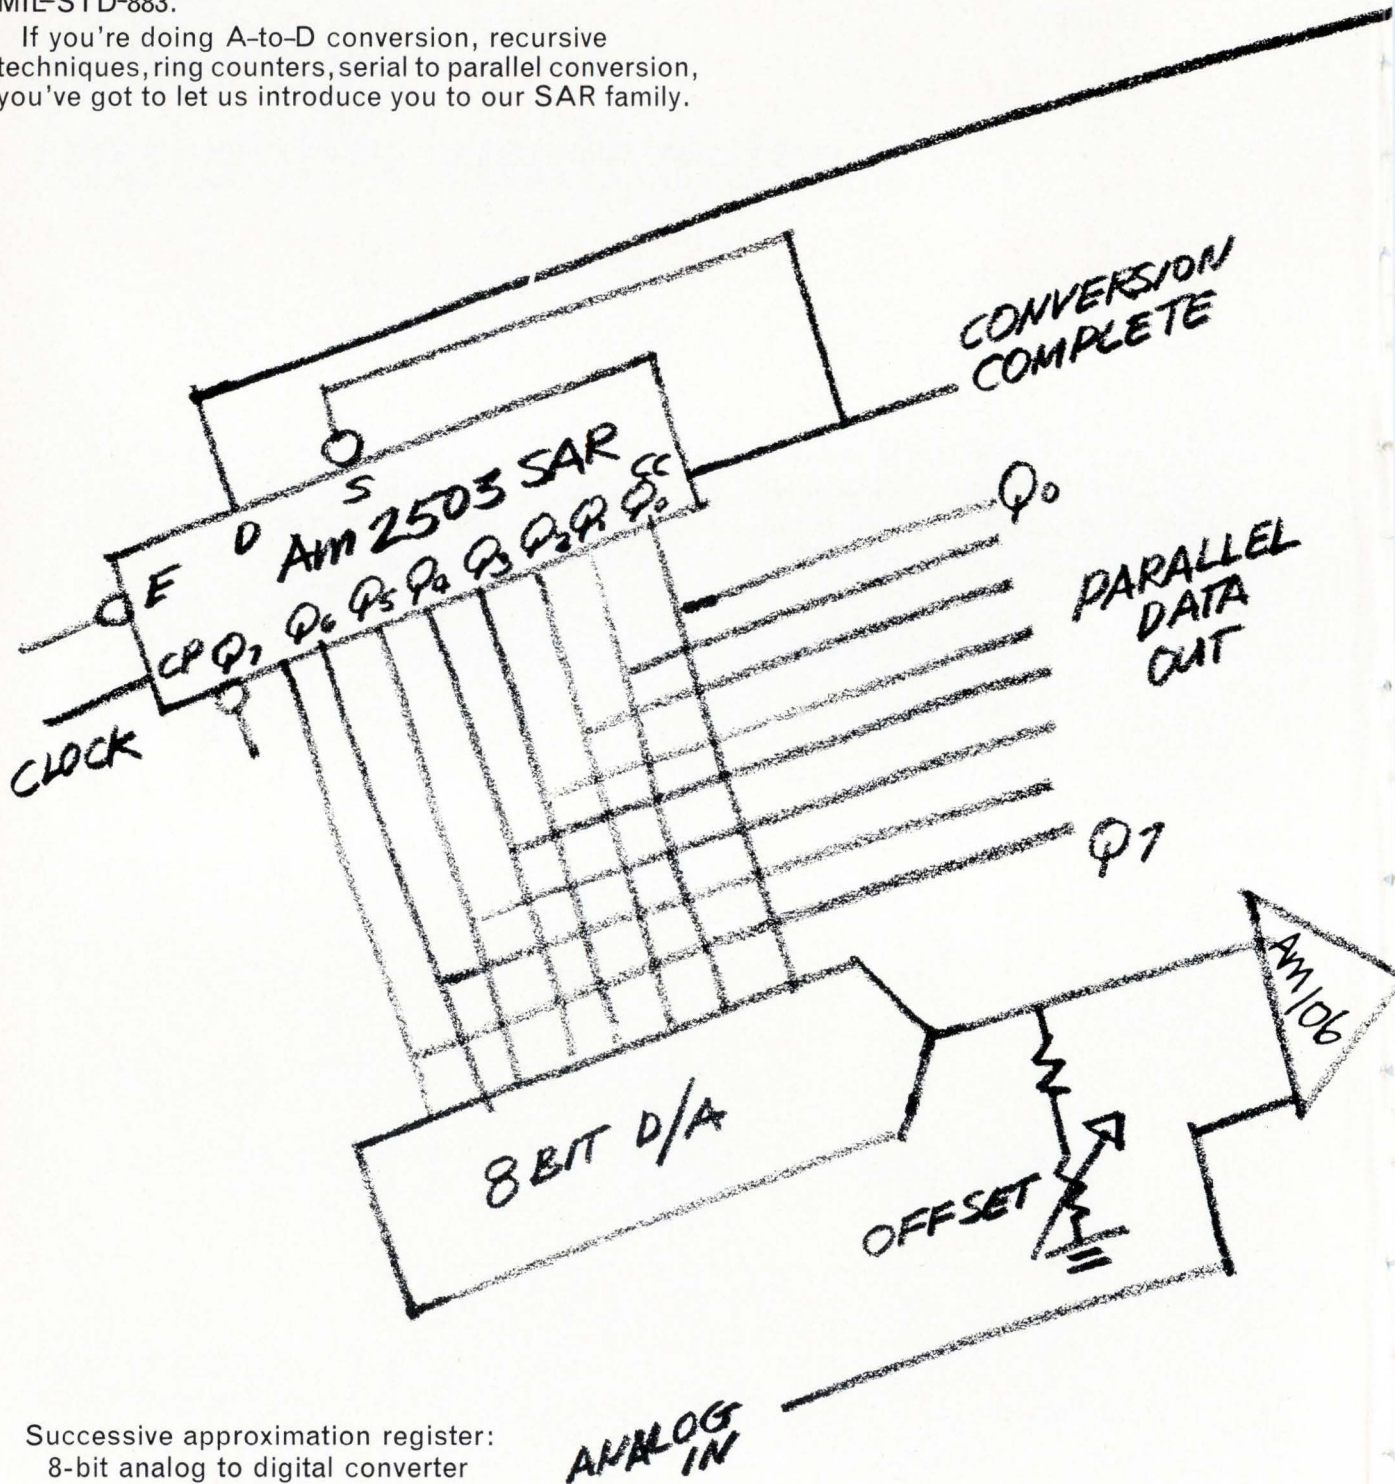 MIL-STD-883.
If you're doing A-to-D conversion, recursive
techniques, ring counters, serial to parallel conversion,
you've got to let us introduce you to our SAR family.
CONVERSION
COMPLETE
Am 2503 SAR
E D S CC
CP Q7 Q6 Q5 Q4 Q3 Q2 Q1 Q0
CLOCK
Q0
PARALLEL
DATA
OUT
Q7
AM106
8 BIT D/A
OFFSET
ANALOG
IN
Successive approximation register:
8-bit analog to digital converter